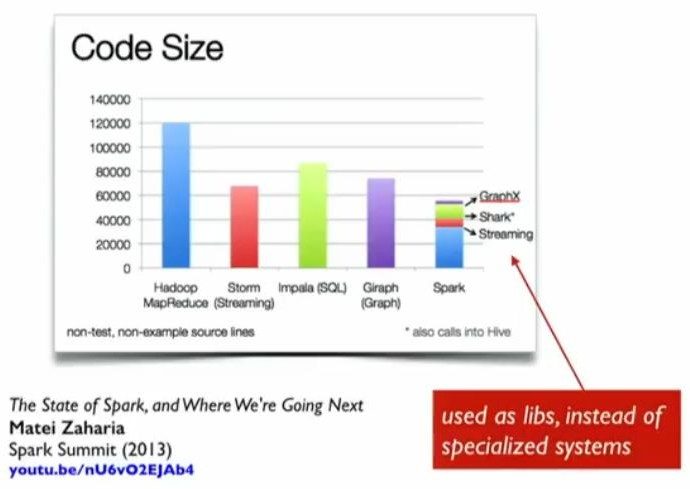 Code Size
140000
120000
100000
80000
60000
40000
20000
0
GraphX
Shark*
Streaming
Hadoop MapReduce
Storm (Streaming)
Impala (SQL)
Giraph (Graph)
Spark
non-test, non-example source lines
* also calls into Hive
The State of Spark, and Where We're Going Next
Matei Zaharia
Spark Summit (2013)
youtu.be/nU6vO2EJAb4
used as libs, instead of
specialized systems